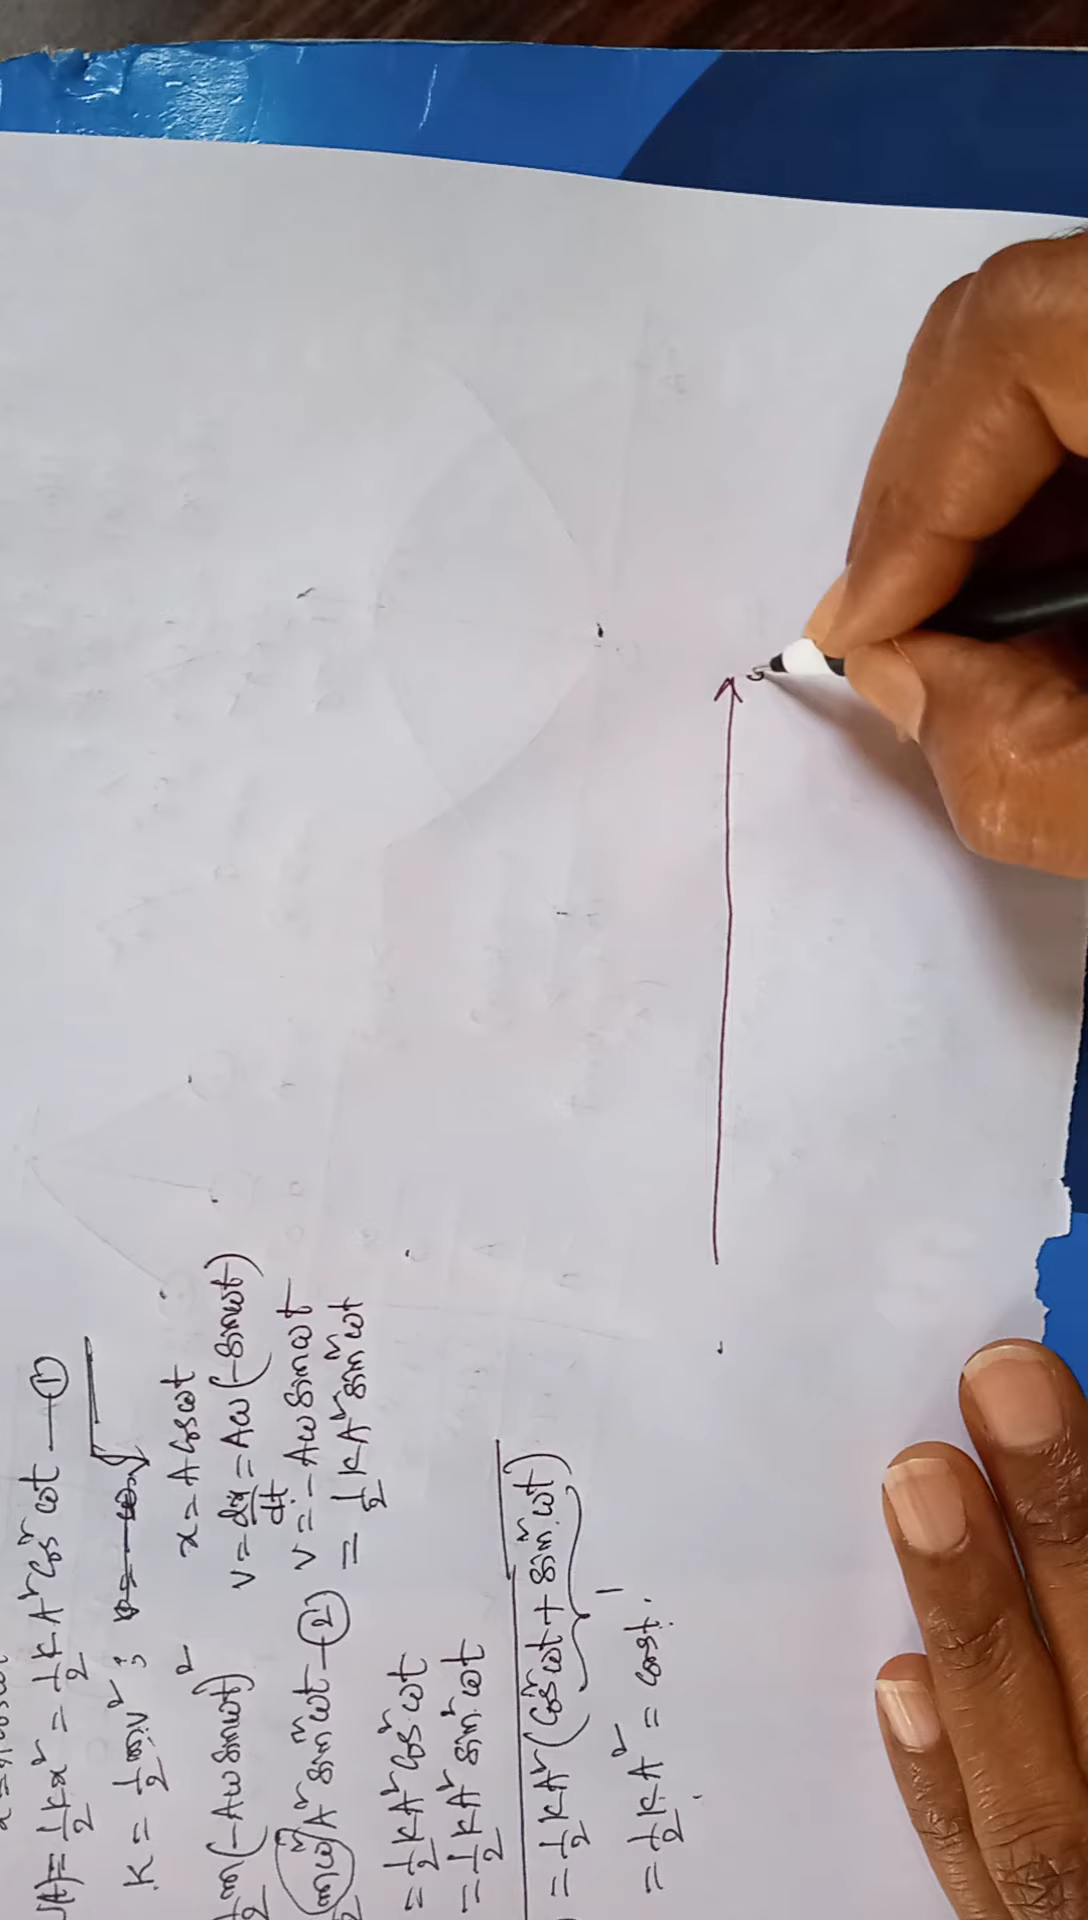 U(t) = 1/2 kx² = 1/2 kA² cos² ωt — ①
K = 1/2 mv² ;
x = A cos ωt
v = dx/dt = Aω(-sin ωt)
1/2 m(-Aω sin ωt)² v = -Aω sin ωt
1/2 mω² A² sin² ωt — ② = 1/2 kA² sin² ωt
= 1/2 kA² cos² ωt
= 1/2 kA² sin² ωt
= 1/2 kA² (cos² ωt + sin² ωt)
1
= 1/2 kA² = const.